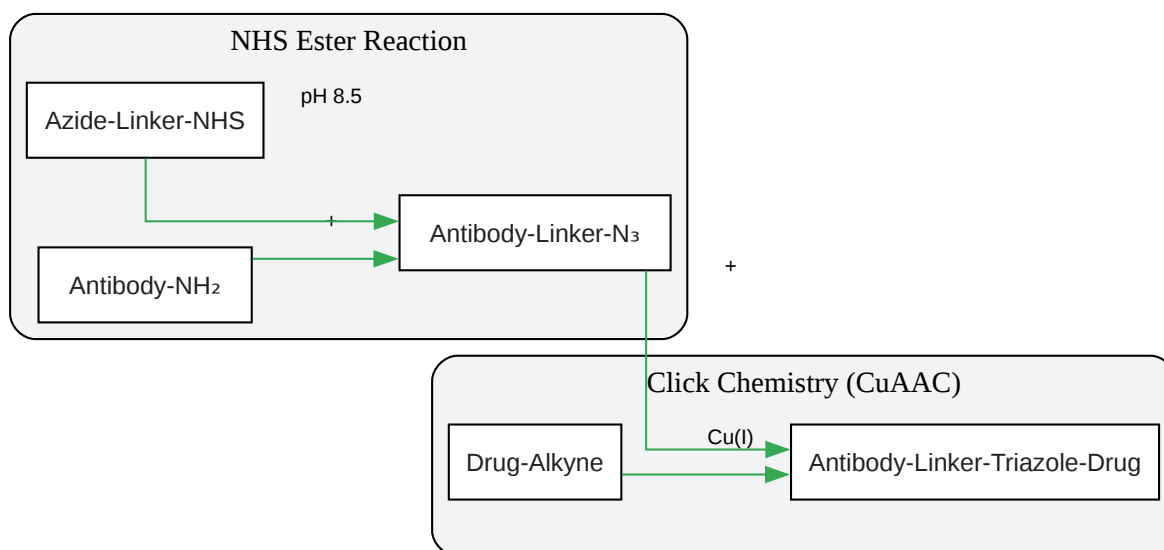 NHS Ester Reaction
Azide-Linker-NHS
pH 8.5
+
Antibody-Linker-N₃
Antibody-NH₂
+
Click Chemistry (CuAAC)
Cu(I)
Drug-Alkyne
Antibody-Linker-Triazole-Drug